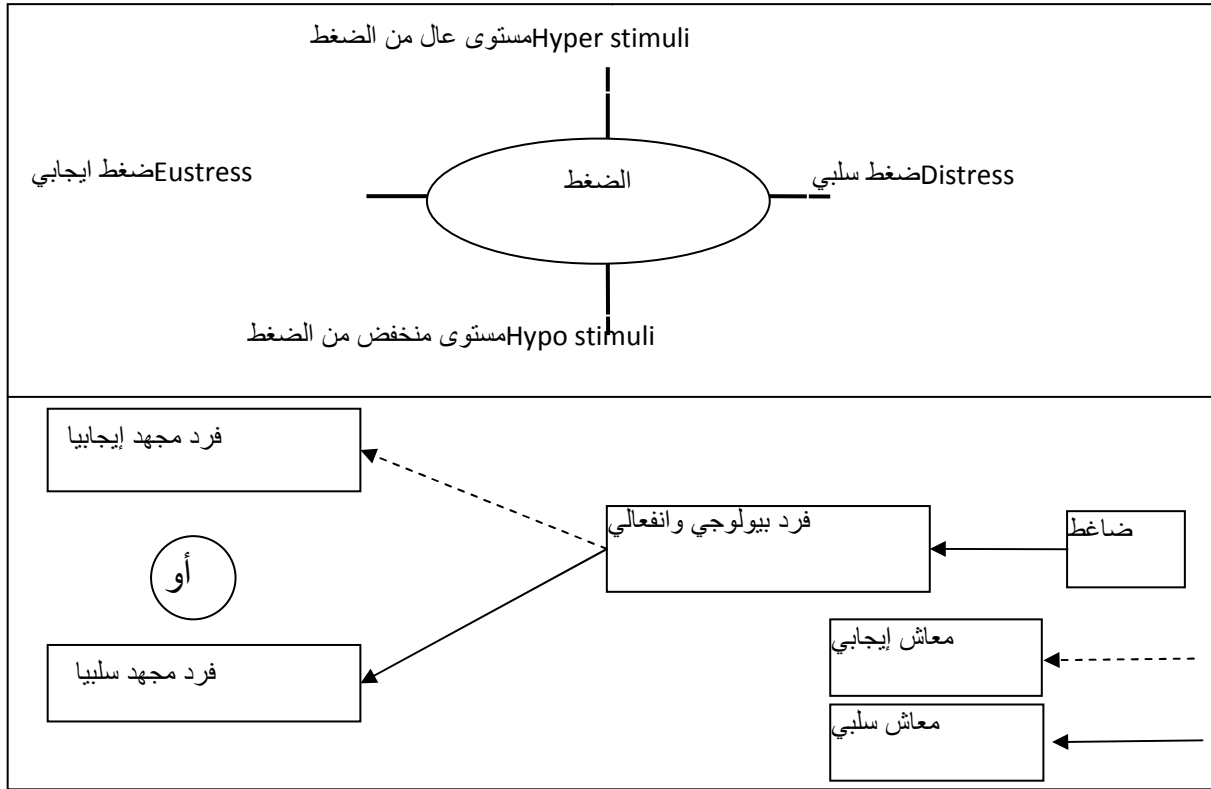 مستوى عال من الضغطHyper stimuli
ضغط سلبيDistress
الضغط
ضغط ايجابيEustress
مستوى منخفض من الضغطHypo stimuli
فرد مجهد إيجابيا
ضاغط
فرد بيولوجي وانفعالي
أو
معاش إيجابي
فرد مجهد سلبيا
معاش سلبي